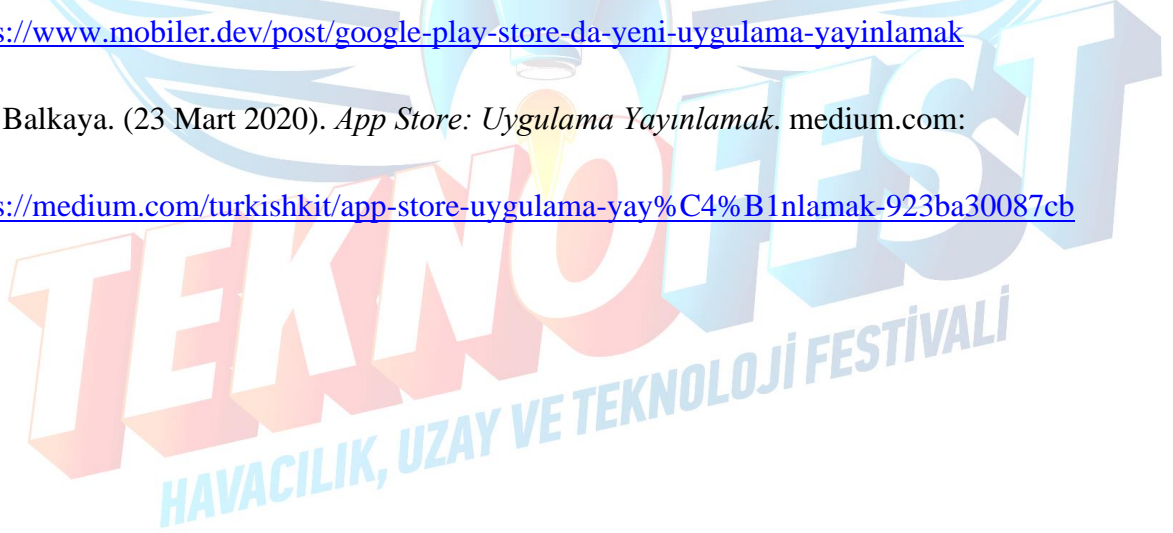 s://www.mobiler.dev/post/google-play-store-da-yeni-uygulama-yayinlamak
Balkaya. (23 Mart 2020). App Store: Uygulama Yayınlamak. medium.com:
s://medium.com/turkishkit/app-store-uygulama-yay%C4%B1nlamak-923ba30087cb
TEKNOFEST
HAVACILIK, UZAY VE TEKNOLOJİ FESTİVALİ